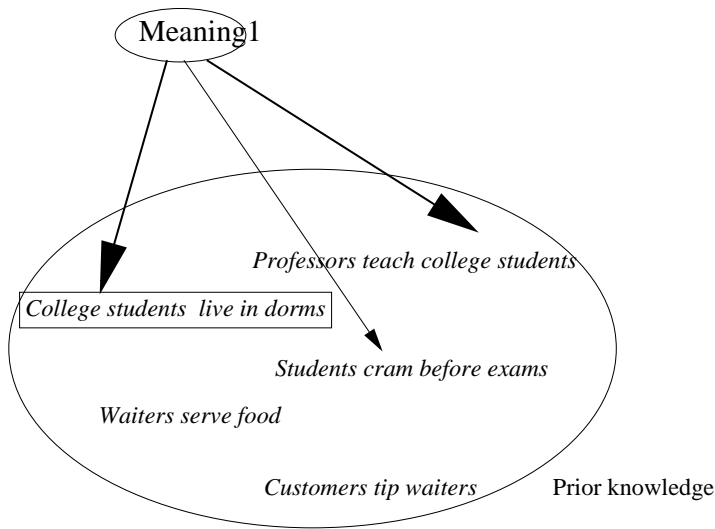 Meaning1
Professors teach college students
College students live in dorms
Students cram before exams
Waiters serve food
Customers tip waiters
Prior knowledge